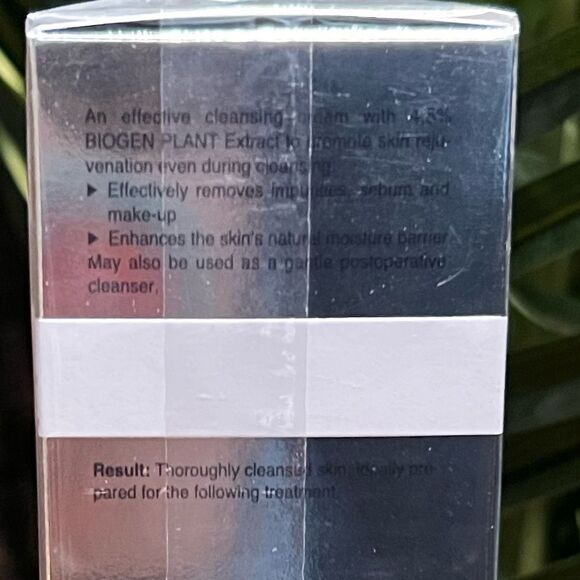 An effective cleansing cream with 4,5%
BIOGEN PLANT Extract to promote skin reju-
venation even during cleansing.
▶ Effectively removes impurities, sebum and
make-up
▶ Enhances the skin's natural moisture barrier
May also be used as a gentle postoperative
cleanser.
Result: Thoroughly cleansed skin, ideally pre-
pared for the following treatment.